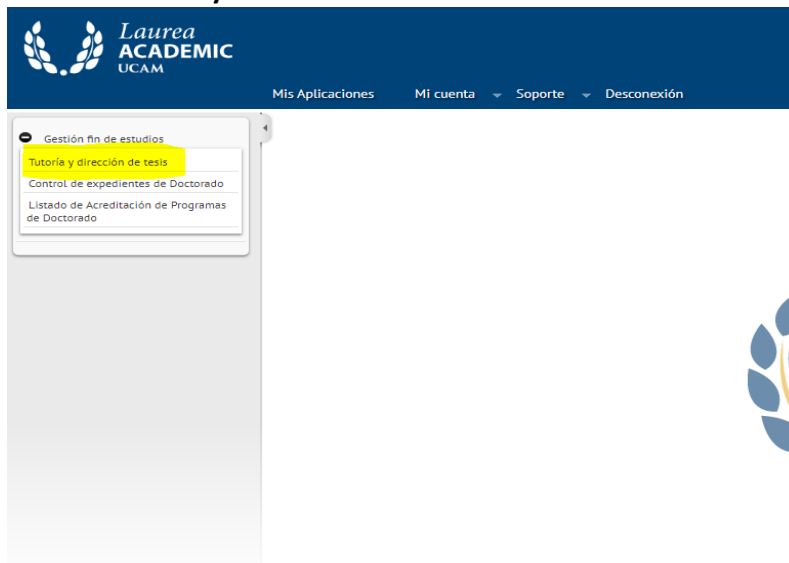 Laurea
ACADEMIC
UCAM
Mis Aplicaciones Mi cuenta Soporte Desconexión
Gestión fin de estudios
Tutoría y dirección de tesis
Control de expedientes de Doctorado
Listado de Acreditación de Programas
de Doctorado